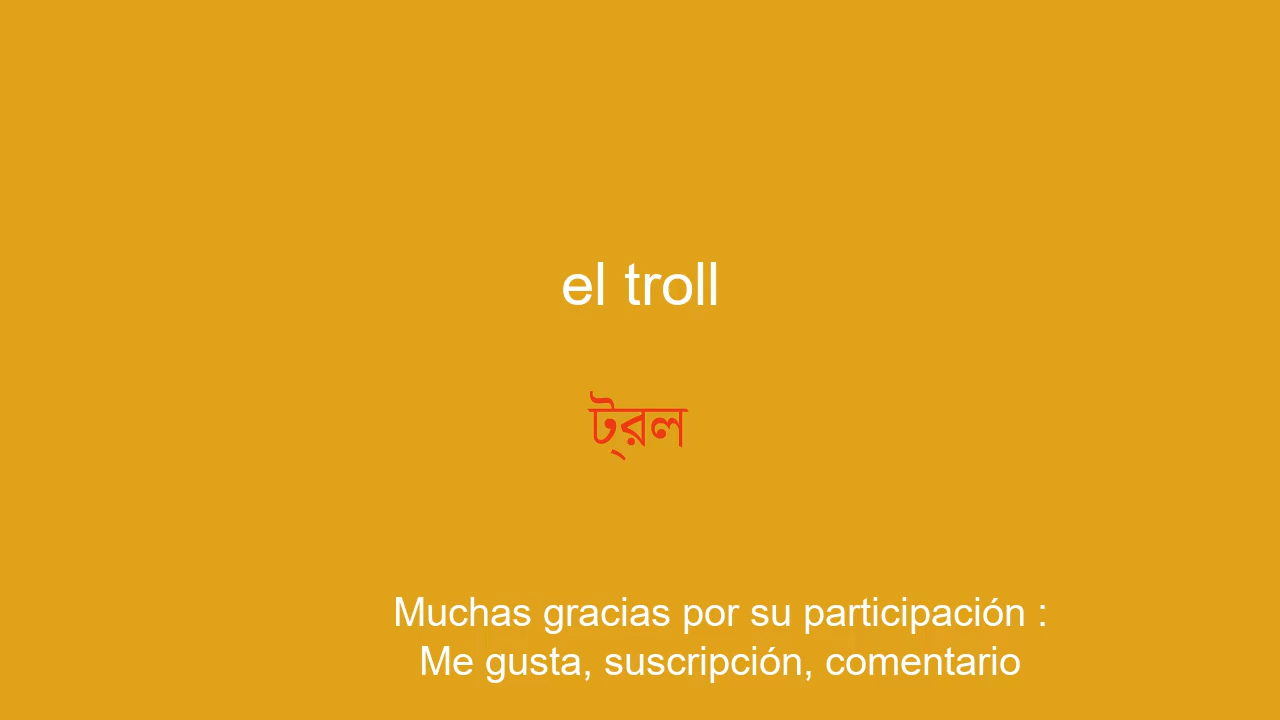 el troll
ট্রল
Muchas gracias por su participación :
Me gusta, suscripción, comentario